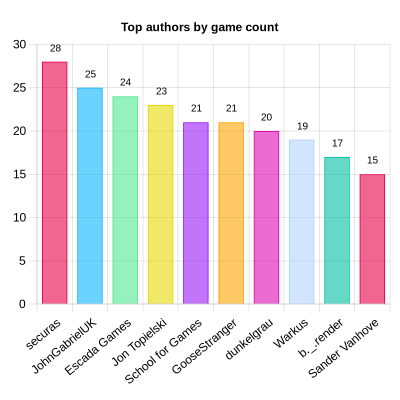 Top authors by game count
30
25
20
15
10
5
0
28
25
24
23
21
21
20
19
17
15
securas
JohnGabrielUK
Escada Games
Jon Topielski
School for Games
GooseStranger
dunkelgrau
Warkus
b._.render
Sander Vanhove